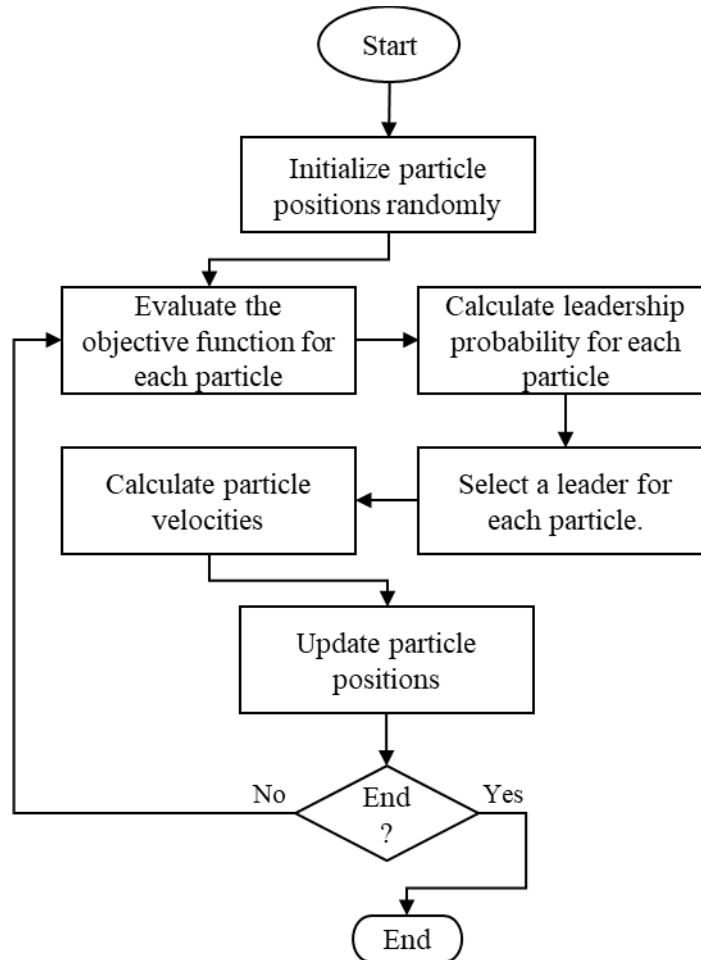 Start
Initialize particle
positions randomly
Evaluate the
objective function for
each particle
Calculate leadership
probability for each
particle
Select a leader for
each particle.
Calculate particle
velocities
Update particle
positions
No
End
?
Yes
End